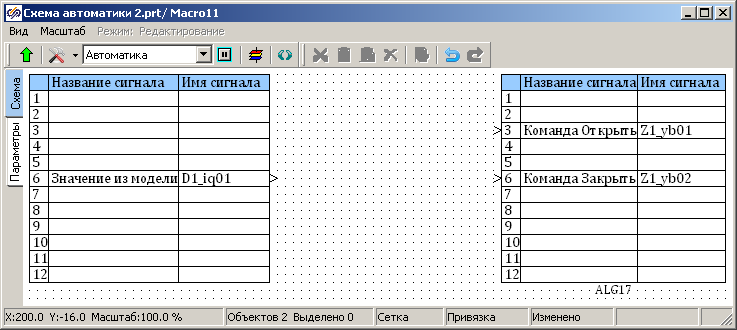 Схема автоматики 2.prt/ Macro11
Вид Масштаб Режим: Редактирование
Автоматика
Схема
Параметры
Название сигнала Имя сигнала
1
2
3
4
5
6 Значение из модели D1_iq01
7
8
9
10
11
12
Название сигнала Имя сигнала
1
2
3 Команда Открыть Z1_yb01
4
5
6 Команда Закрыть Z1_yb02
7
8
9
10
11
12
ALG17
X:200.0 Y:-16.0 Масштаб:100.0 % Объектов 2 Выделено 0 Сетка Привязка Изменено